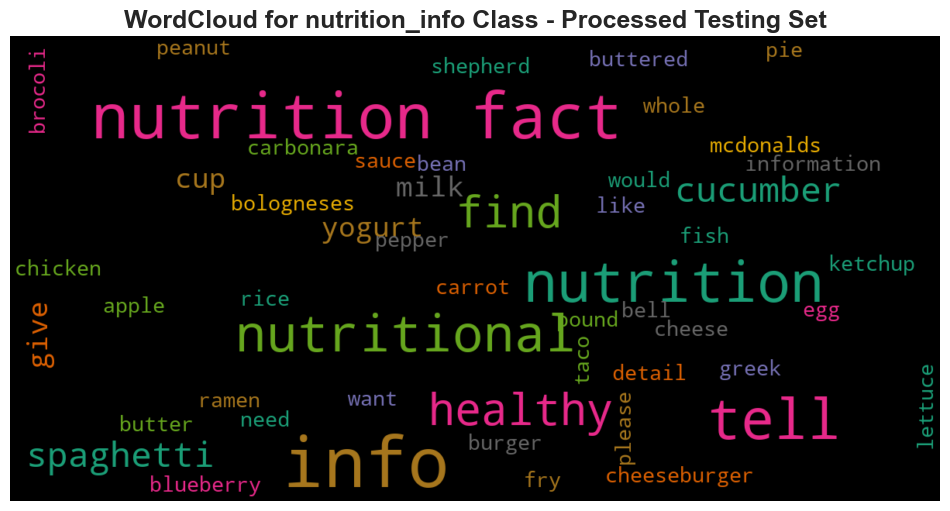 WordCloud for nutrition_info Class - Processed Testing Set
peanut
buttered
pie
brocoli
shepherd
nutrition fact
whole
carbonara
mcdonalds
sauce
bean
information
cup
milk
would
cucumber
bologneses
find
like
yogurt
pepper
fish
chicken
nutrition
ketchup
apple
rice
carrot
give
nutritional
pound
bell
egg
cheese
taco
detail
greek
lettuce
ramen
want
healthy
please
tell
butter
need
spaghetti
info
burger
blueberry
fry
cheeseburger